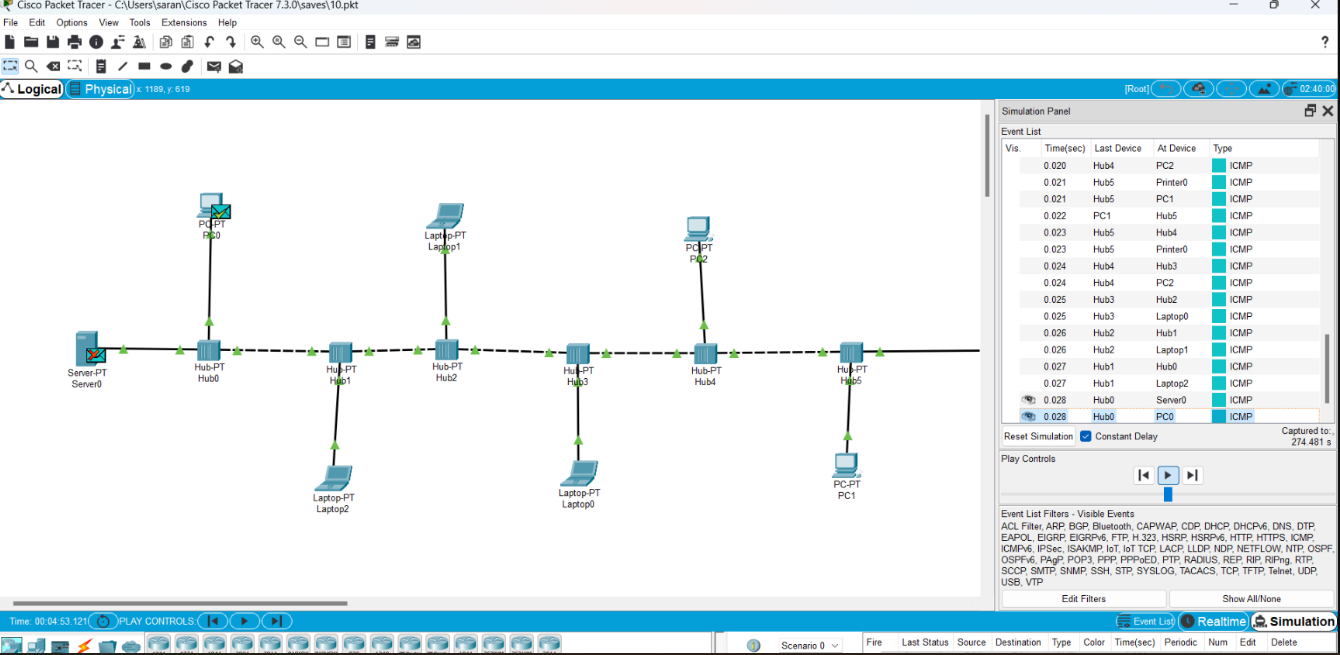 Cisco Packet Tracer - C:\Users\saran\Cisco Packet Tracer 7.3.0\saves\10.pkt
File Edit Options View Tools Extensions Help
?
Logical Physical x: 1189, y: 619
[Root] 02:40:00
PC-PT
PC0
Laptop-PT
Laptop1
PC-PT
PC2
Server-PT
Server0
Hub-PT
Hub0
Hub-PT
Hub1
Hub-PT
Hub2
Hub-PT
Hub3
Hub-PT
Hub4
Hub-PT
Hub5
Laptop-PT
Laptop2
Laptop-PT
Laptop0
PC-PT
PC1
Simulation Panel
Event List
Vis. Time(sec) Last Device At Device Type
0.020 Hub4 PC2 ICMP
0.021 Hub5 Printer0 ICMP
0.021 Hub5 PC1 ICMP
0.022 PC1 Hub5 ICMP
0.023 Hub5 Hub4 ICMP
0.023 Hub5 Printer0 ICMP
0.024 Hub4 Hub3 ICMP
0.024 Hub4 PC2 ICMP
0.025 Hub3 Hub2 ICMP
0.025 Hub3 Laptop0 ICMP
0.026 Hub2 Hub1 ICMP
0.026 Hub2 Laptop1 ICMP
0.027 Hub1 Hub0 ICMP
0.027 Hub1 Laptop2 ICMP
0.028 Hub0 Server0 ICMP
0.028 Hub0 PC0 ICMP
Reset Simulation Constant Delay Captured to:
274.481 s
Play Controls
Event List Filters - Visible Events
ACL Filter, ARP, BGP, Bluetooth, CAPWAP, CDP, DHCP, DHCPv6, DNS, DTP,
EAPOL, EIGRP, EIGRPv6, FTP, H.323, HSRP, HSRPv6, HTTP, HTTPS, ICMP,
ICMPv6, IPSec, ISAKMP, IoT, IoT TCP, LACP, LLDP, NDP, NETFLOW, NTP, OSPF,
OSPFv6, PAgP, POP3, PPP, PPPoED, PTP, RADIUS, REP, RIP, RIPng, RTP,
SCCP, SMTP, SNMP, SSH, STP, SYSLOG, TACACS, TCP, TFTP, Telnet, UDP,
USB, VTP
Edit Filters Show All/None
Time: 00:04:53.121 PLAY CONTROLS: Event List Realtime Simulation
Scenario 0 Fire Last Status Source Destination Type Color Time(sec) Periodic Num Edit Delete